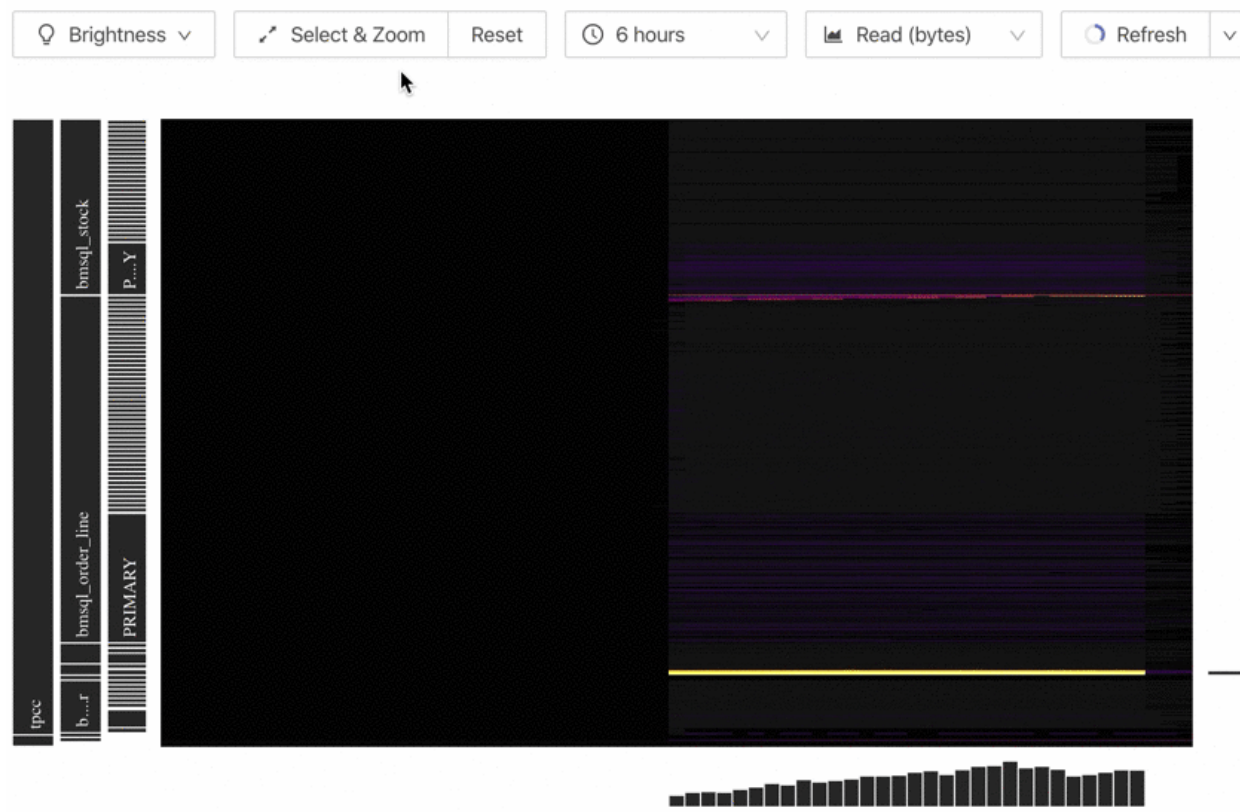 Brightness
Select & Zoom
Reset
6 hours
Read (bytes)
Refresh
tpcc
bmsql_stock
bmsql_order_line
b....r
P....Y
PRIMARY